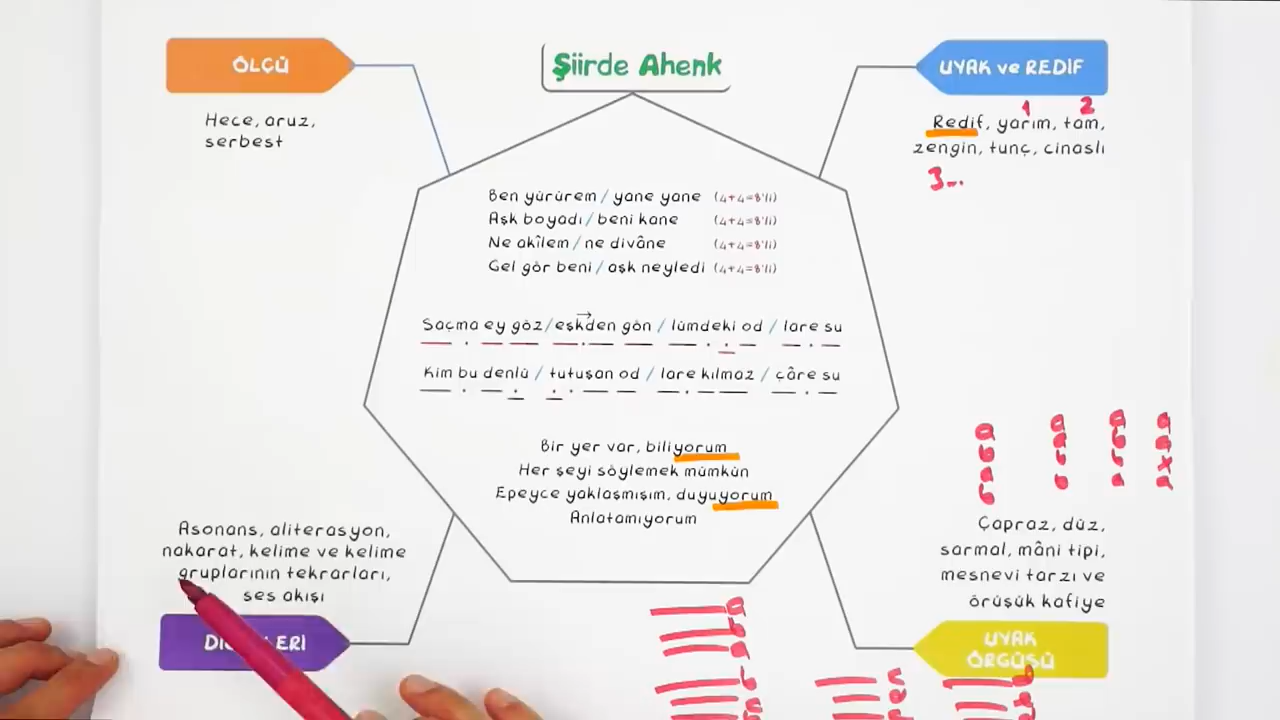 ÖLÇÜ
Hece, aruz,
serbest
Şiirde Ahenk
UYAK ve REDİF
1 2
Redif, yarım, tam,
zengin, tunç, cinaslı
3...
Ben yürürem / yane yane (4+4=8'li)
Aşk boyadı / beni kane (4+4=8'li)
Ne akîlem / ne divâne (4+4=8'li)
Gel gör beni / aşk neyledi (4+4=8'li)
Saçma ey göz / eşkden gön / lümdeki od / lare su
Kim bu denlü / tutuşan od / lare kılmaz / çâre su
Bir yer var, biliyorum
Her şeyi söylemek mümkün
Epeyce yaklaşmışım, duyuyorum
Anlatamıyorum
Asonans, aliterasyon,
nakarat, kelime ve kelime
gruplarının tekrarları,
ses akışı
a a a a
b a b a
a b b x
b b a a
Çapraz, düz,
sarmal, mâni tipi,
mesnevi tarzı ve
örüşük kafiye
UYAK
ÖRGÜSÜ